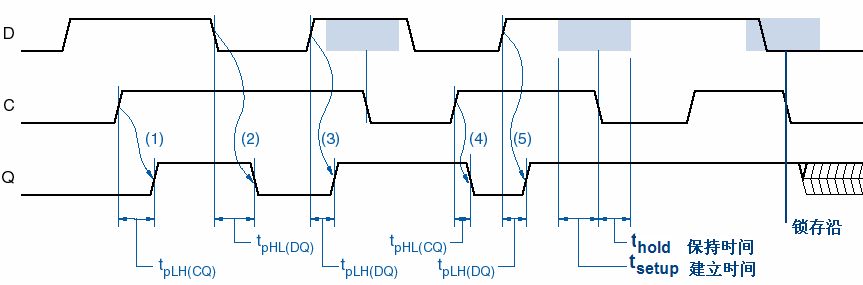 D
C
(1) (2) (3) (4) (5)
Q
锁存沿
tpHL(DQ) tpHL(CQ) thold 保持时间
tpLH(CQ) tpLH(DQ) tpLH(DQ) tsetup 建立时间